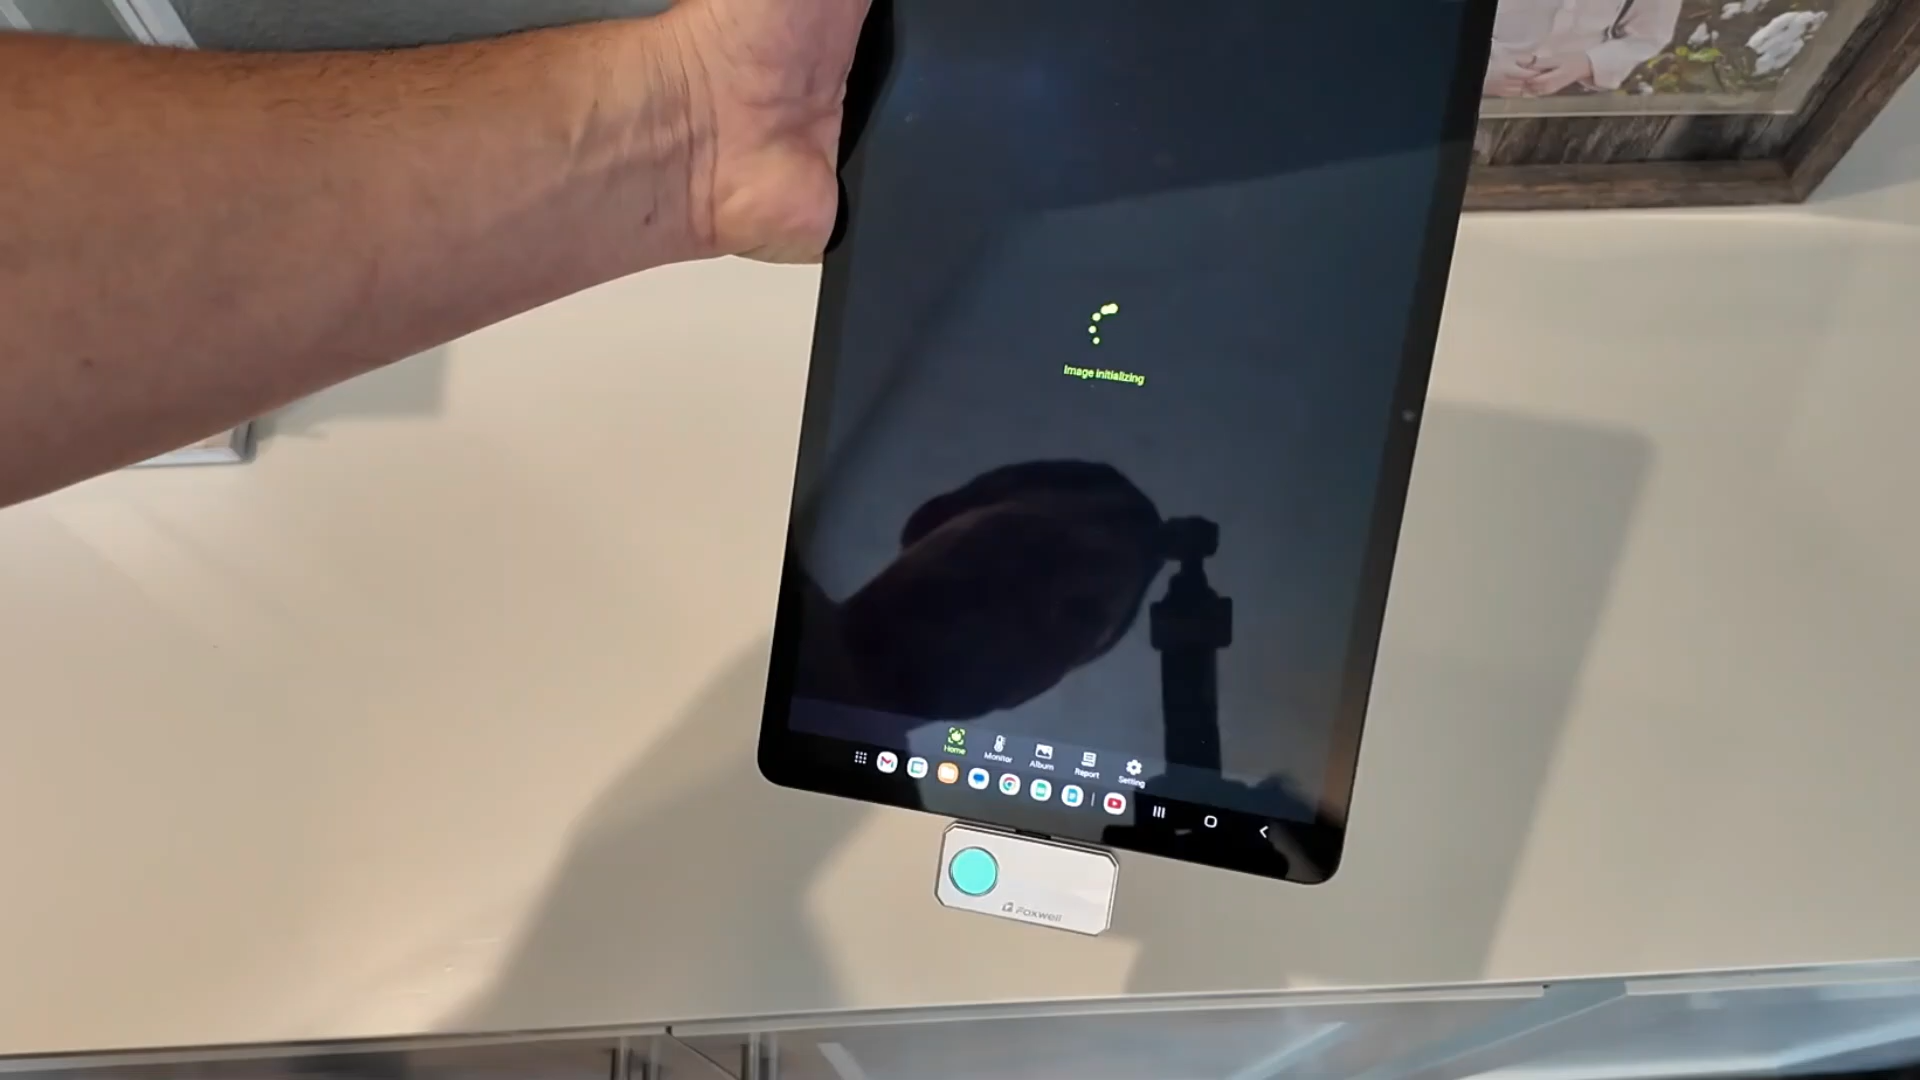 Image initializing
Home
Monitor
Album
Report
Setting
Foxwell